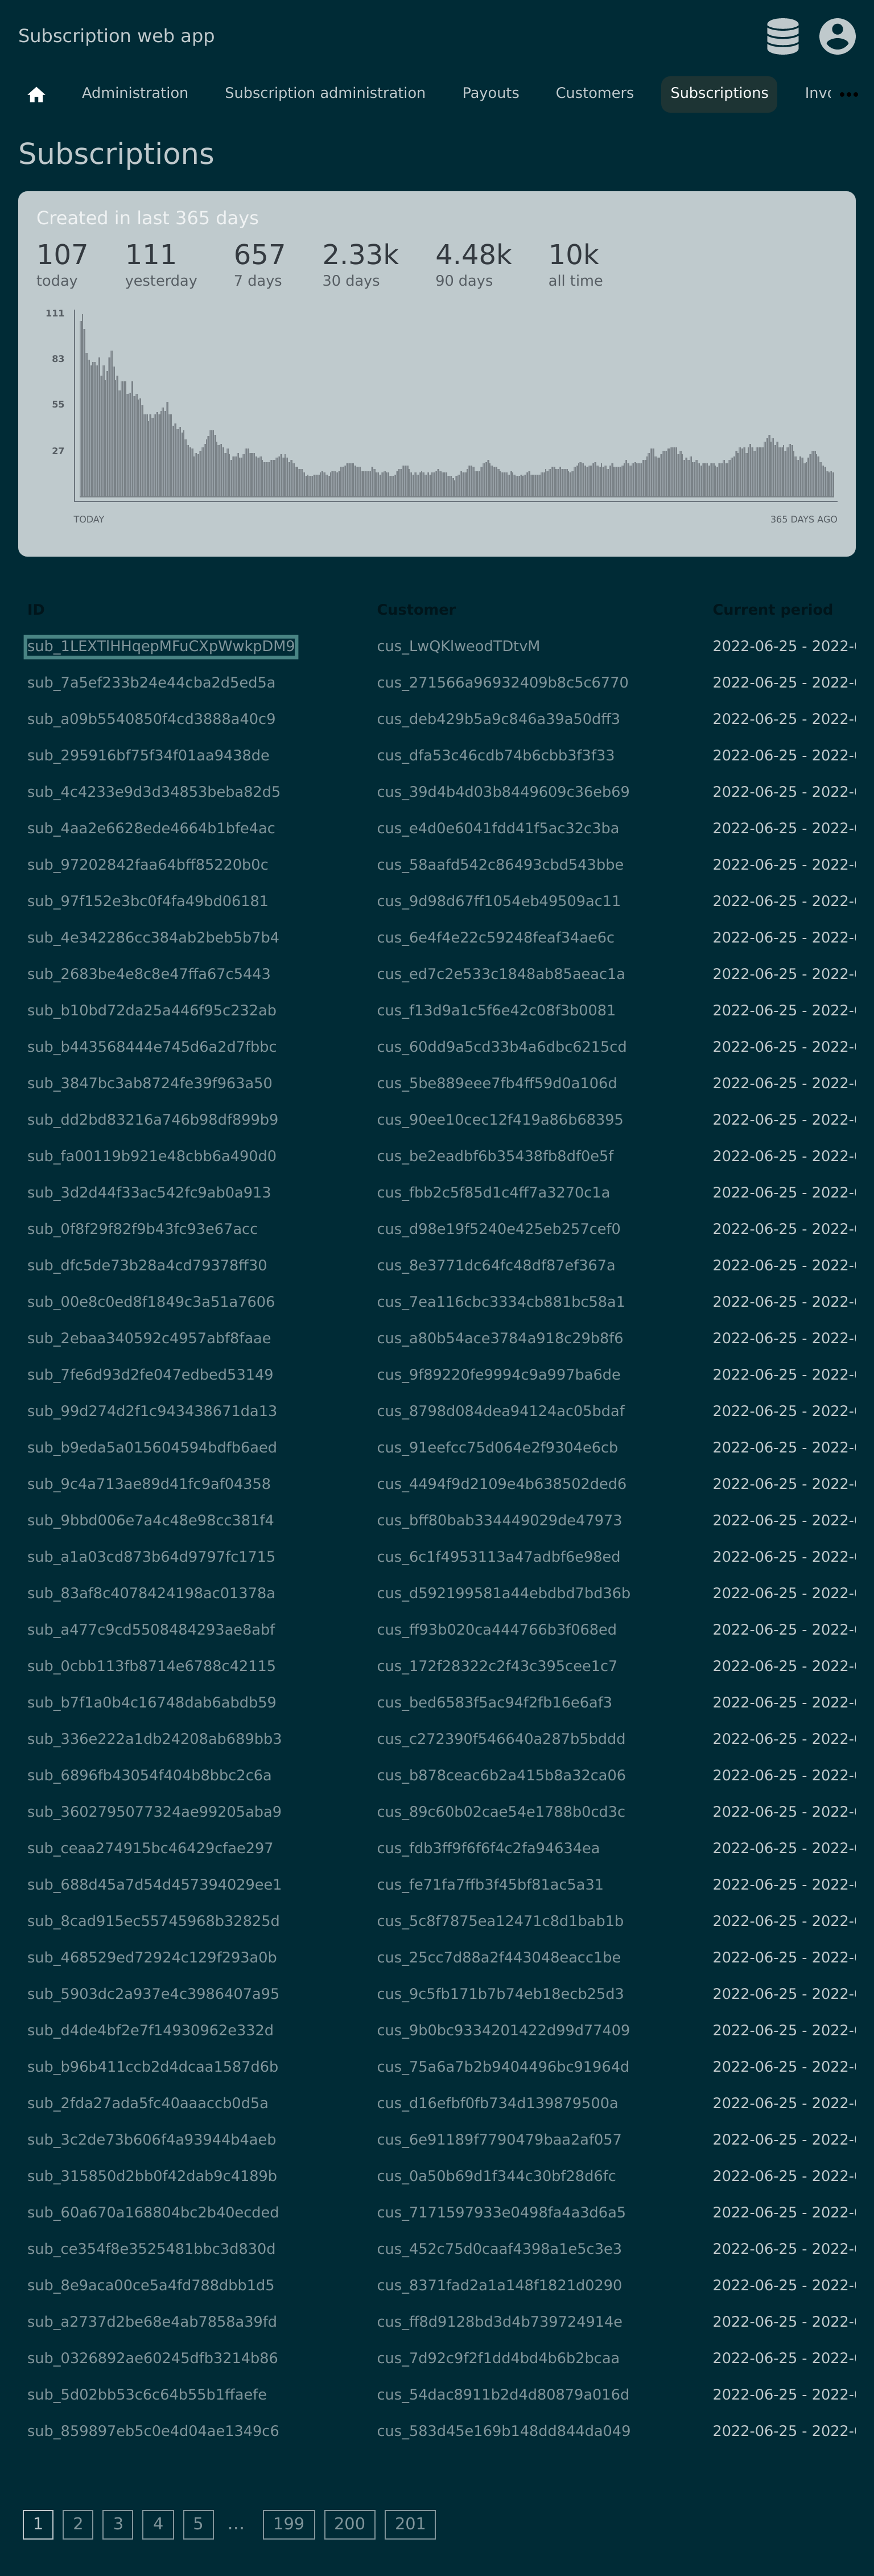 Subscription web app
Administration Subscription administration Payouts Customers Subscriptions
Subscriptions
Created in last 365 days
107 111 657 2.33k 4.48k 10k
today yesterday 7 days 30 days 90 days all time
111
83
55
27
TODAY 365 DAYS AGO
ID Customer Current period
sub_1LEXTlHHqepMFuCXpWwkpDM9 cus_LwQKlweodTDtvM 2022-06-25 - 2022-
sub_7a5ef233b24e44cba2d5ed5a cus_271566a96932409b8c5c6770 2022-06-25 - 2022-
sub_a09b5540850f4cd3888a40c9 cus_deb429b5a9c846a39a50dff3 2022-06-25 - 2022-
sub_295916bf75f34f01aa9438de cus_dfa53c46cdb74b6cbb3f3f33 2022-06-25 - 2022-
sub_4c4233e9d3d34853beba82d5 cus_39d4b4d03b8449609c36eb69 2022-06-25 - 2022-
sub_4aa2e6628ede4664b1bfe4ac cus_e4d0e6041fdd41f5ac32c3ba 2022-06-25 - 2022-
sub_97202842faa64bff85220b0c cus_58aafd542c86493cbd543bbe 2022-06-25 - 2022-
sub_97f152e3bc0f4fa49bd06181 cus_9d98d67ff1054eb49509ac11 2022-06-25 - 2022-
sub_4e342286cc384ab2beb5b7b4 cus_6e4f4e22c59248feaf34ae6c 2022-06-25 - 2022-
sub_2683be4e8c8e47ffa67c5443 cus_ed7c2e533c1848ab85aeac1a 2022-06-25 - 2022-
sub_b10bd72da25a446f95c232ab cus_f13d9a1c5f6e42c08f3b0081 2022-06-25 - 2022-
sub_b443568444e745d6a2d7fbbc cus_60dd9a5cd33b4a6dbc6215cd 2022-06-25 - 2022-
sub_3847bc3ab8724fe39f963a50 cus_5be889eee7fb4ff59d0a106d 2022-06-25 - 2022-
sub_dd2bd83216a746b98df899b9 cus_90ee10cec12f419a86b68395 2022-06-25 - 2022-
sub_fa00119b921e48cbb6a490d0 cus_be2eadbf6b35438fb8df0e5f 2022-06-25 - 2022-
sub_3d2d44f33ac542fc9ab0a913 cus_fbb2c5f85d1c4ff7a3270c1a 2022-06-25 - 2022-
sub_0f8f29f82f9b43fc93e67acc cus_d98e19f5240e425eb257cef0 2022-06-25 - 2022-
sub_dfc5de73b28a4cd79378ff30 cus_8e3771dc64fc48df87ef367a 2022-06-25 - 2022-
sub_00e8c0ed8f1849c3a51a7606 cus_7ea116cbc3334cb881bc58a1 2022-06-25 - 2022-
sub_2ebaa340592c4957abf8faae cus_a80b54ace3784a918c29b8f6 2022-06-25 - 2022-
sub_7fe6d93d2fe047edbed53149 cus_9f89220fe9994c9a997ba6de 2022-06-25 - 2022-
sub_99d274d2f1c943438671da13 cus_8798d084dea94124ac05bdaf 2022-06-25 - 2022-
sub_b9eda5a015604594bdfb6aed cus_91eefcc75d064e2f9304e6cb 2022-06-25 - 2022-
sub_9c4a713ae89d41fc9af04358 cus_4494f9d2109e4b638502ded6 2022-06-25 - 2022-
sub_9bbd006e7a4c48e98cc381f4 cus_bff80bab334449029de47973 2022-06-25 - 2022-
sub_a1a03cd873b64d9797fc1715 cus_6c1f4953113a47adbf6e98ed 2022-06-25 - 2022-
sub_83af8c4078424198ac01378a cus_d592199581a44ebdbd7bd36b 2022-06-25 - 2022-
sub_a477c9cd5508484293ae8abf cus_ff93b020ca444766b3f068ed 2022-06-25 - 2022-
sub_0cbb113fb8714e6788c42115 cus_172f28322c2f43c395cee1c7 2022-06-25 - 2022-
sub_b7f1a0b4c16748dab6abdb59 cus_bed6583f5ac94f2fb16e6af3 2022-06-25 - 2022-
sub_336e222a1db24208ab689bb3 cus_c272390f546640a287b5bddd 2022-06-25 - 2022-
sub_6896fb43054f404b8bbc2c6a cus_b878ceac6b2a415b8a32ca06 2022-06-25 - 2022-
sub_3602795077324ae99205aba9 cus_89c60b02cae54e1788b0cd3c 2022-06-25 - 2022-
sub_ceaa274915bc46429cfae297 cus_fdb3ff9f6f6f4c2fa94634ea 2022-06-25 - 2022-
sub_688d45a7d54d457394029ee1 cus_fe71fa7ffb3f45bf81ac5a31 2022-06-25 - 2022-
sub_8cad915ec55745968b32825d cus_5c8f7875ea12471c8d1bab1b 2022-06-25 - 2022-
sub_468529ed72924c129f293a0b cus_25cc7d88a2f443048eacc1be 2022-06-25 - 2022-
sub_5903dc2a937e4c3986407a95 cus_9c5fb171b7b74eb18ecb25d3 2022-06-25 - 2022-
sub_d4de4bf2e7f14930962e332d cus_9b0bc9334201422d99d77409 2022-06-25 - 2022-
sub_b96b411ccb2d4dcaa1587d6b cus_75a6a7b2b9404496bc91964d 2022-06-25 - 2022-
sub_2fda27ada5fc40aaaccb0d5a cus_d16efbf0fb734d139879500a 2022-06-25 - 2022-
sub_3c2de73b606f4a93944b4aeb cus_6e91189f7790479baa2af057 2022-06-25 - 2022-
sub_315850d2bb0f42dab9c4189b cus_0a50b69d1f344c30bf28d6fc 2022-06-25 - 2022-
sub_60a670a168804bc2b40ecded cus_7171597933e0498fa4a3d6a5 2022-06-25 - 2022-
sub_ce354f8e3525481bbc3d830d cus_452c75d0caaf4398a1e5c3e3 2022-06-25 - 2022-
sub_8e9aca00ce5a4fd788dbb1d5 cus_8371fad2a1a148f1821d0290 2022-06-25 - 2022-
sub_a2737d2be68e4ab7858a39fd cus_ff8d9128bd3d4b739724914e 2022-06-25 - 2022-
sub_0326892ae60245dfb3214b86 cus_7d92c9f2f1dd4bd4b6b2bcaa 2022-06-25 - 2022-
sub_5d02bb53c6c64b55b1ffaefe cus_54dac8911b2d4d80879a016d 2022-06-25 - 2022-
sub_859897eb5c0e4d04ae1349c6 cus_583d45e169b148dd844da049 2022-06-25 - 2022-
1 2 3 4 5 … 199 200 201